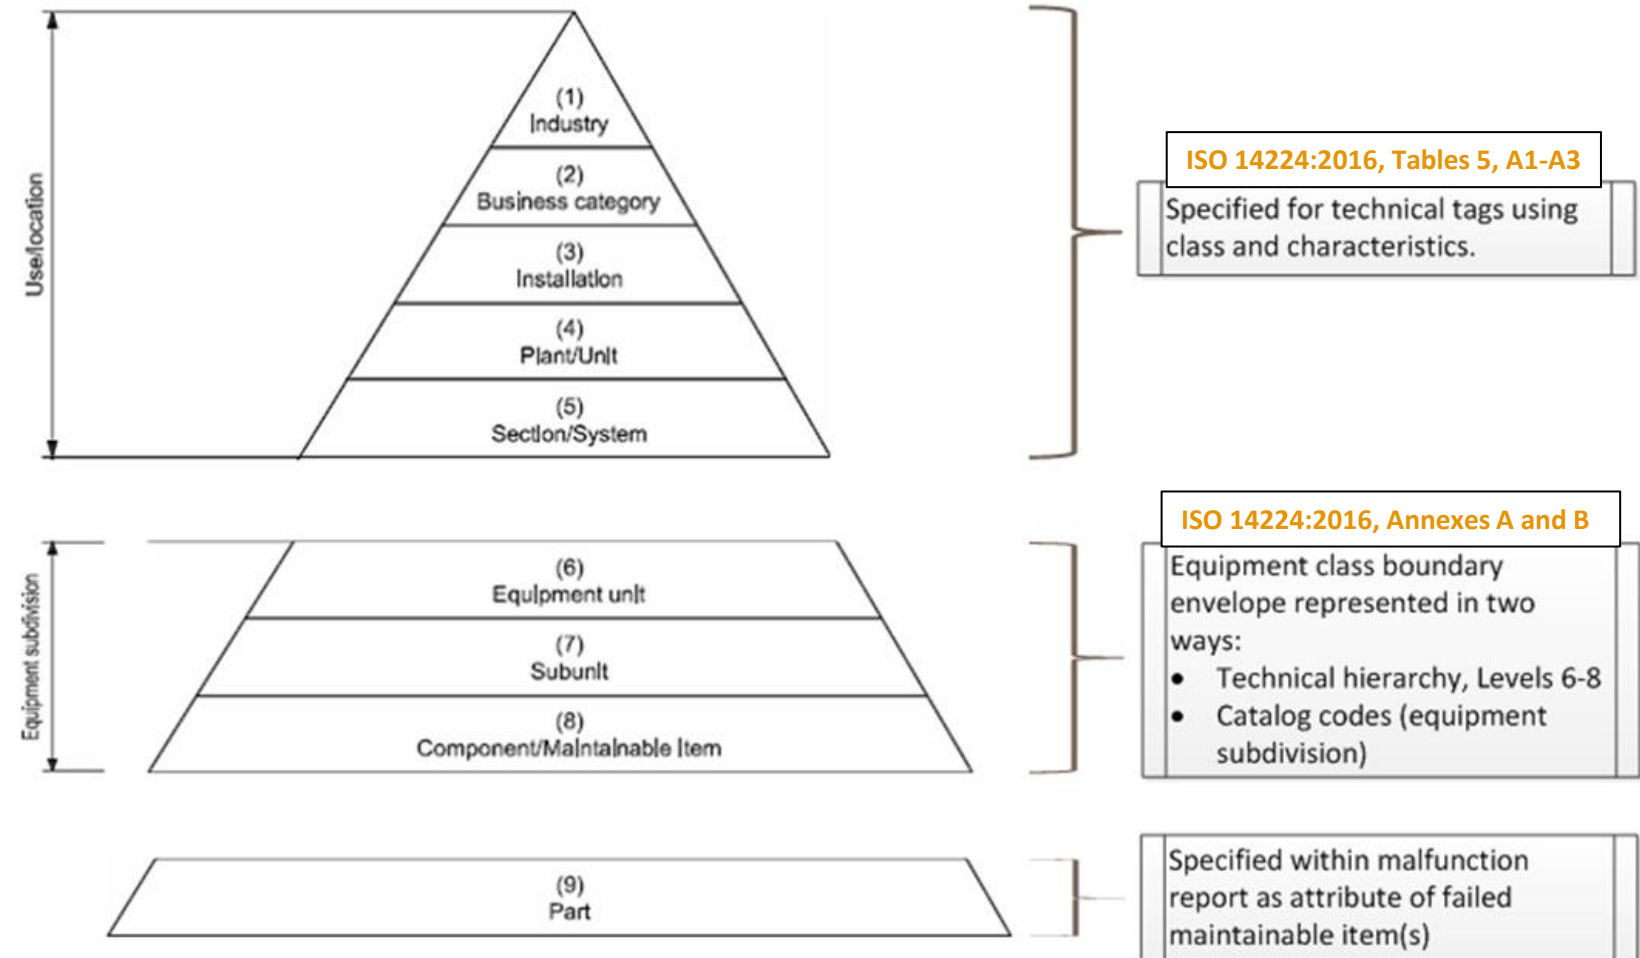 Use/location
(1)
Industry
(2)
Business category
(3)
Installation
(4)
Plant/Unit
(5)
Section/System
ISO 14224:2016, Tables 5, A1-A3
Specified for technical tags using
class and characteristics.
Equipment subdivision
(6)
Equipment unit
(7)
Subunit
(8)
Component/Maintainable Item
ISO 14224:2016, Annexes A and B
Equipment class boundary
envelope represented in two
ways:
• Technical hierarchy, Levels 6-8
• Catalog codes (equipment
subdivision)
(9)
Part
Specified within malfunction
report as attribute of failed
maintainable item(s)